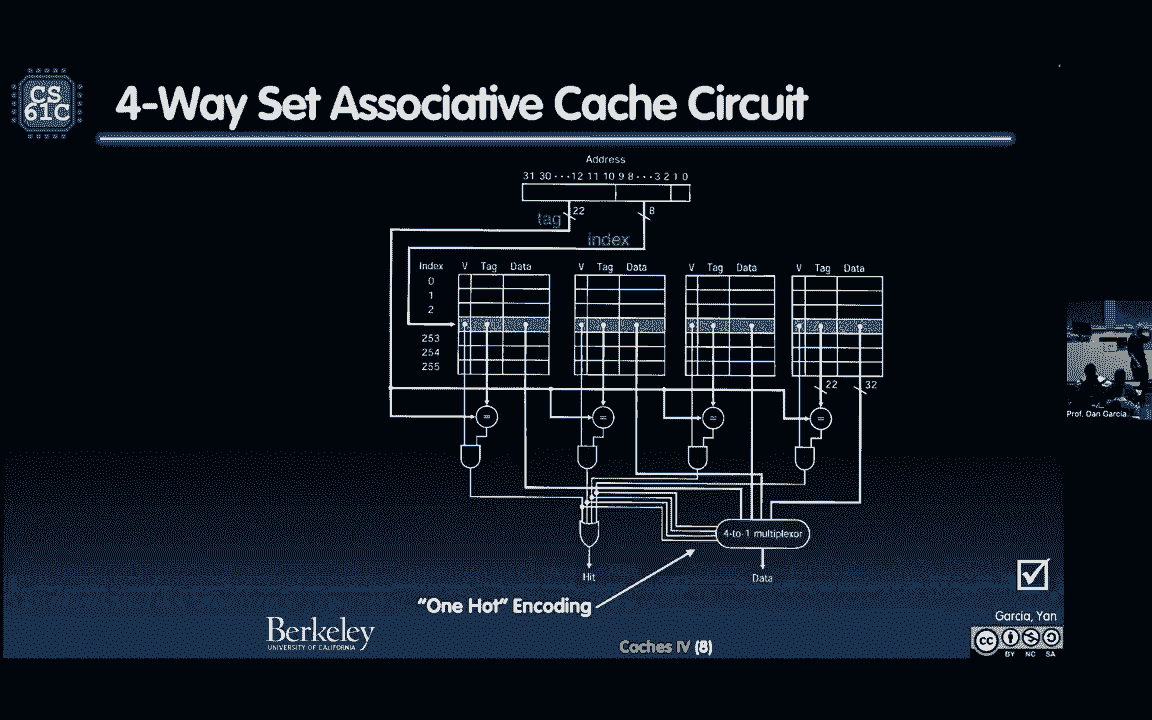 CS
61C
4-Way Set Associative Cache Circuit
Address
31 30 ··· 12 11 10 9 8 ··· 3 2 1 0
tag
22
8
Index
Index V Tag Data V Tag Data V Tag Data V Tag Data
0
1
2
253
254
255
22 32
= = = =
4-to-1 multiplexor
Hit
Data
"One Hot" Encoding
Berkeley
UNIVERSITY OF CALIFORNIA
Caches IV (8)
Garcia, Yan
cc
BY NC SA
Prof. Dan Garcia